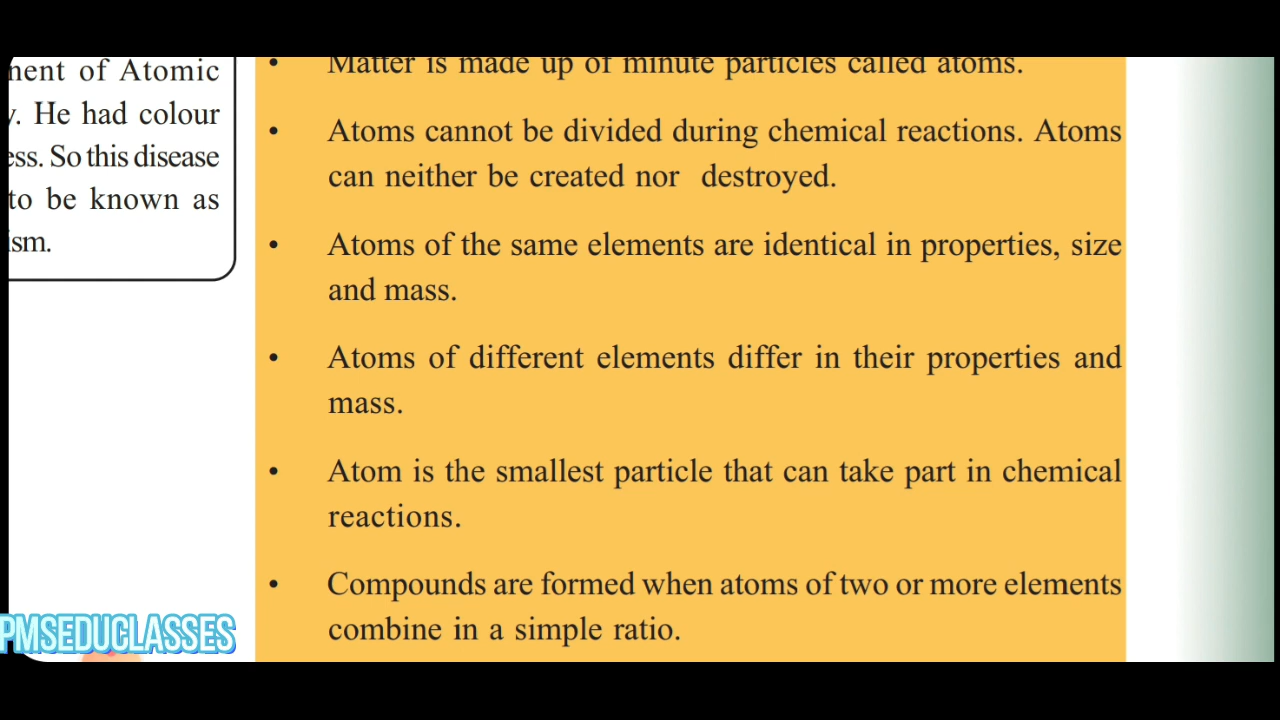 of Atomic
He had colour
So this disease
to be known as
Matter is made up of minute particles called atoms.
• Atoms cannot be divided during chemical reactions. Atoms
can neither be created nor destroyed.
• Atoms of the same elements are identical in properties, size
and mass.
• Atoms of different elements differ in their properties and
mass.
• Atom is the smallest particle that can take part in chemical
reactions.
• Compounds are formed when atoms of two or more elements
combine in a simple ratio.
PMSEDUCLASSES